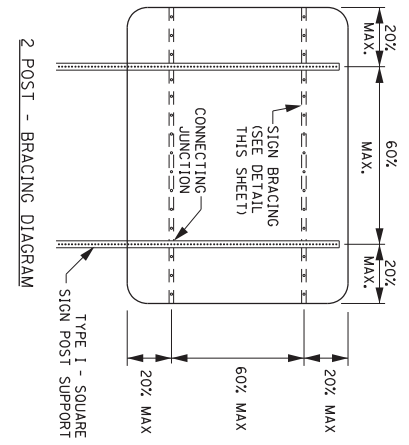 20%
MAX.
60%
MAX.
20%
MAX.
SIGN BRACING
(SEE DETAIL
THIS SHEET)
CONNECTING
JUNCTION
20% MAX
60% MAX
20% MAX
TYPE I - SQUARE
SIGN POST SUPPORT
2 POST - BRACING DIAGRAM